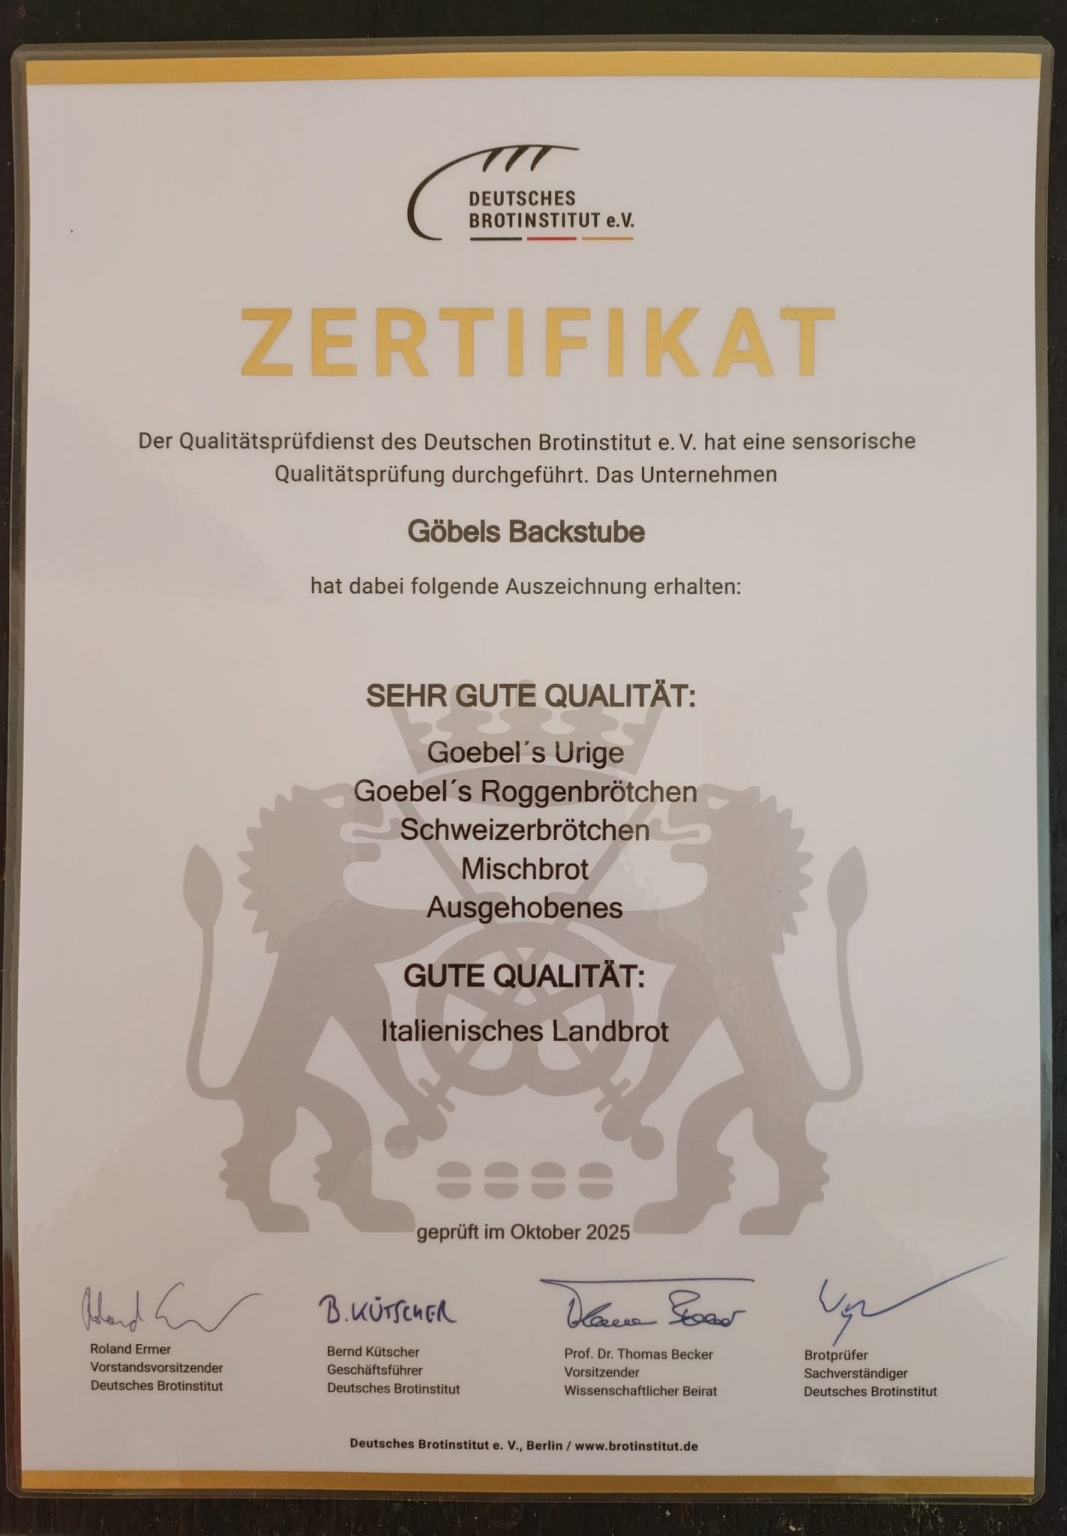 DEUTSCHES
BROTINSTITUT e.V.
ZERTIFIKAT
Der Qualitätsprüfdienst des Deutschen Brotinstitut e. V. hat eine sensorische
Qualitätsprüfung durchgeführt. Das Unternehmen
Göbels Backstube
hat dabei folgende Auszeichnung erhalten:
SEHR GUTE QUALITÄT:
Goebel´s Urige
Goebel´s Roggenbrötchen
Schweizerbrötchen
Mischbrot
Ausgehobenes
GUTE QUALITÄT:
Italienisches Landbrot
geprüft im Oktober 2025
B. KÜTSCHER
Roland Ermer
Vorstandsvorsitzender
Deutsches Brotinstitut
Bernd Kütscher
Geschäftsführer
Deutsches Brotinstitut
Prof. Dr. Thomas Becker
Vorsitzender
Wissenschaftlicher Beirat
Brotprüfer
Sachverständiger
Deutsches Brotinstitut
Deutsches Brotinstitut e. V., Berlin / www.brotinstitut.de